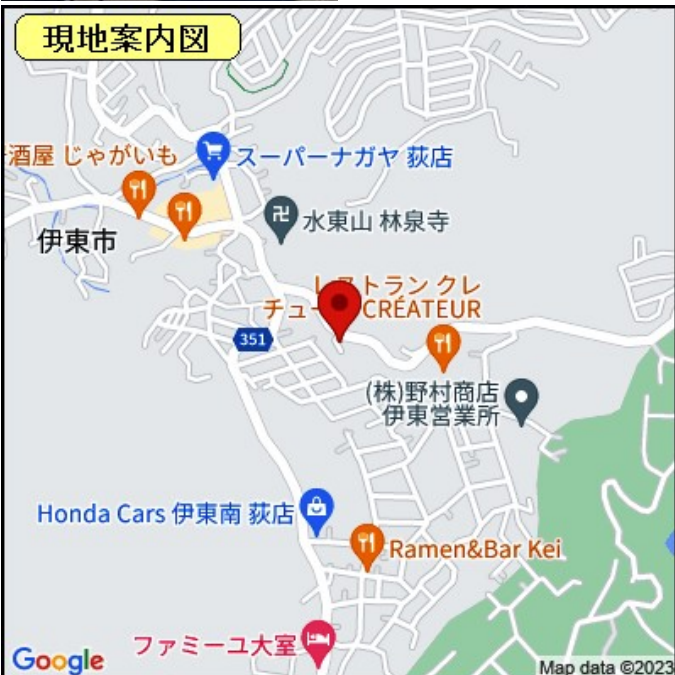 現地案内図
酒屋 じゃがいも
スーパーナガヤ 荻店
伊東市
水東山 林泉寺
レストラン クレ
チュー CRÉATEUR
351
(株)野村商店
伊東営業所
Honda Cars 伊東南 荻店
Ramen&Bar Kei
ファミーユ大室
Google
Map data ©2023